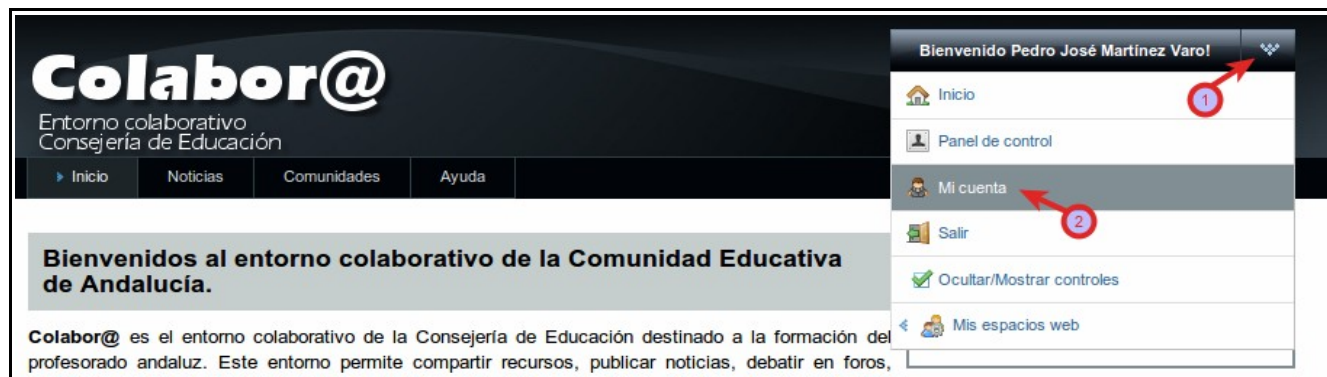 Colabor@
Entorno colaborativo
Consejería de Educación
Inicio Noticias Comunidades Ayuda
Bienvenido Pedro José Martínez Varo!
1
Inicio
Panel de control
Mi cuenta
2
Salir
Ocultar/Mostrar controles
Mis espacios web
Bienvenidos al entorno colaborativo de la Comunidad Educativa
de Andalucía.
Colabor@ es el entorno colaborativo de la Consejería de Educación destinado a la formación del
profesorado andaluz. Este entorno permite compartir recursos, publicar noticias, debatir en foros,